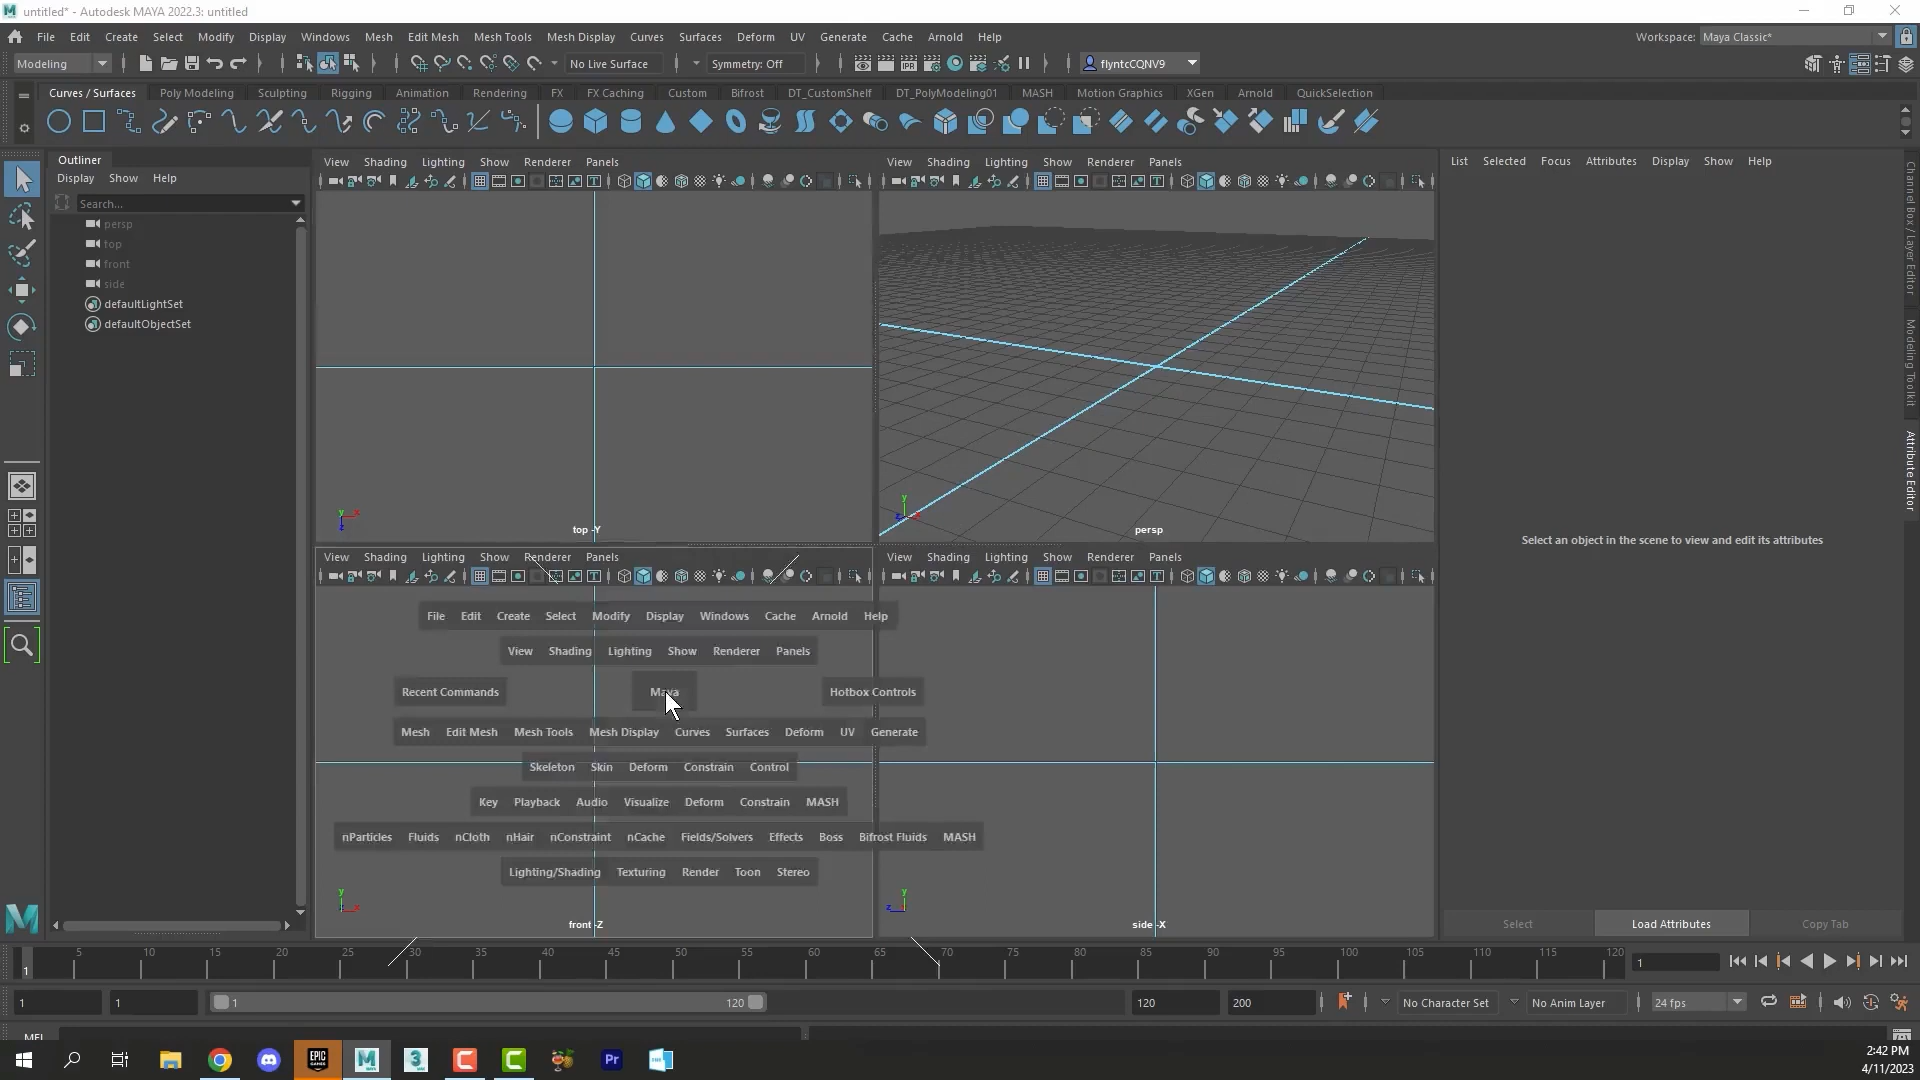 untitled* - Autodesk MAYA 2022.3: untitled
File Edit Create Select Modify Display Windows Mesh Edit Mesh Mesh Tools Mesh Display Curves Surfaces Deform UV Generate Cache Arnold Help Workspace: Maya Classic*
Modeling No Live Surface Symmetry: Off flyntcCQNV9
Curves / Surfaces Poly Modeling Sculpting Rigging Animation Rendering FX FX Caching Custom Bifrost DT_CustomShelf DT_PolyModeling01 MASH Motion Graphics XGen Arnold QuickSelection
Outliner
Display Show Help
Search...
persp
top
front
side
defaultLightSet
defaultObjectSet
View Shading Lighting Show Renderer Panels
top -Y
View Shading Lighting Show Renderer Panels
persp
View Shading Lighting Show Renderer Panels
File Edit Create Select Modify Display Windows Cache Arnold Help
View Shading Lighting Show Renderer Panels
Recent Commands Maya Hotbox Controls
Mesh Edit Mesh Mesh Tools Mesh Display Curves Surfaces Deform UV Generate
Skeleton Skin Deform Constrain Control
Key Playback Audio Visualize Deform Constrain MASH
nParticles Fluids nCloth nHair nConstraint nCache Fields/Solvers Effects Boss Bifrost Fluids MASH
Lighting/Shading Texturing Render Toon Stereo
front -Z
View Shading Lighting Show Renderer Panels
side -X
List Selected Focus Attributes Display Show Help
Select an object in the scene to view and edit its attributes
Select Load Attributes Copy Tab
Channel Box / Layer Editor
Modeling Toolkit
Attribute Editor
1 5 10 15 20 25 30 35 40 45 50 55 60 65 70 75 80 85 90 95 100 105 110 115 120 1
1 1 1 120 120 200 No Character Set No Anim Layer 24 fps
MEL
2:42 PM
4/11/2023